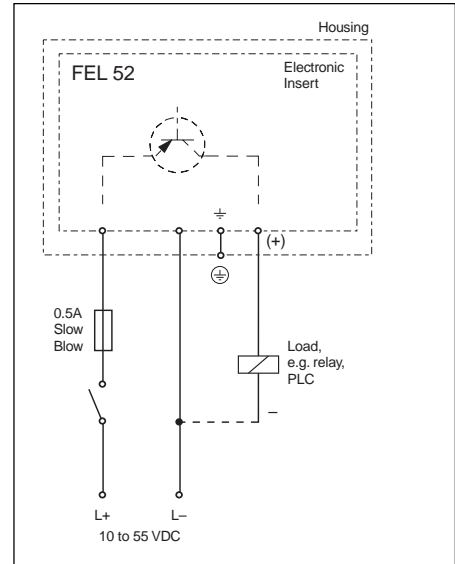 Housing
FEL 52
Electronic
Insert
(+)
0.5A
Slow
Blow
Load,
e.g. relay,
PLC
–
L+
L–
10 to 55 VDC